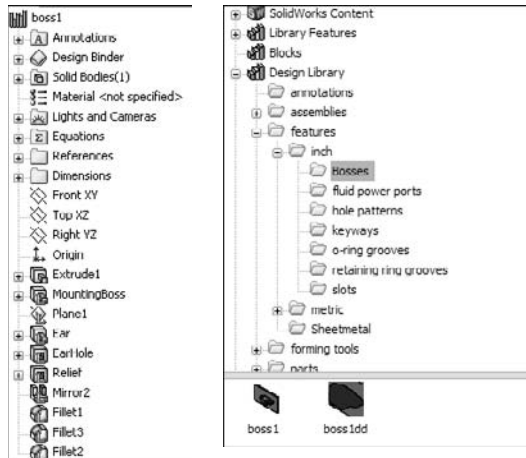 boss1
Annotations
Design Binder
Solid Bodies(1)
Material <not specified>
Lights and Cameras
Equations
References
Dimensions
Front XY
Top XZ
Right YZ
Origin
Extrude1
MountingBoss
Plane1
Ear
EarHole
Relief
Mirror2
Fillet1
Fillet3
Fillet2
SolidWorks Content
Library Features
Blocks
Design Library
annotations
assemblies
features
inch
Bosses
fluid power ports
hole patterns
keyways
o-ring grooves
retaining ring grooves
slots
metric
Sheetmetal
forming tools
parts
boss1
boss1dd